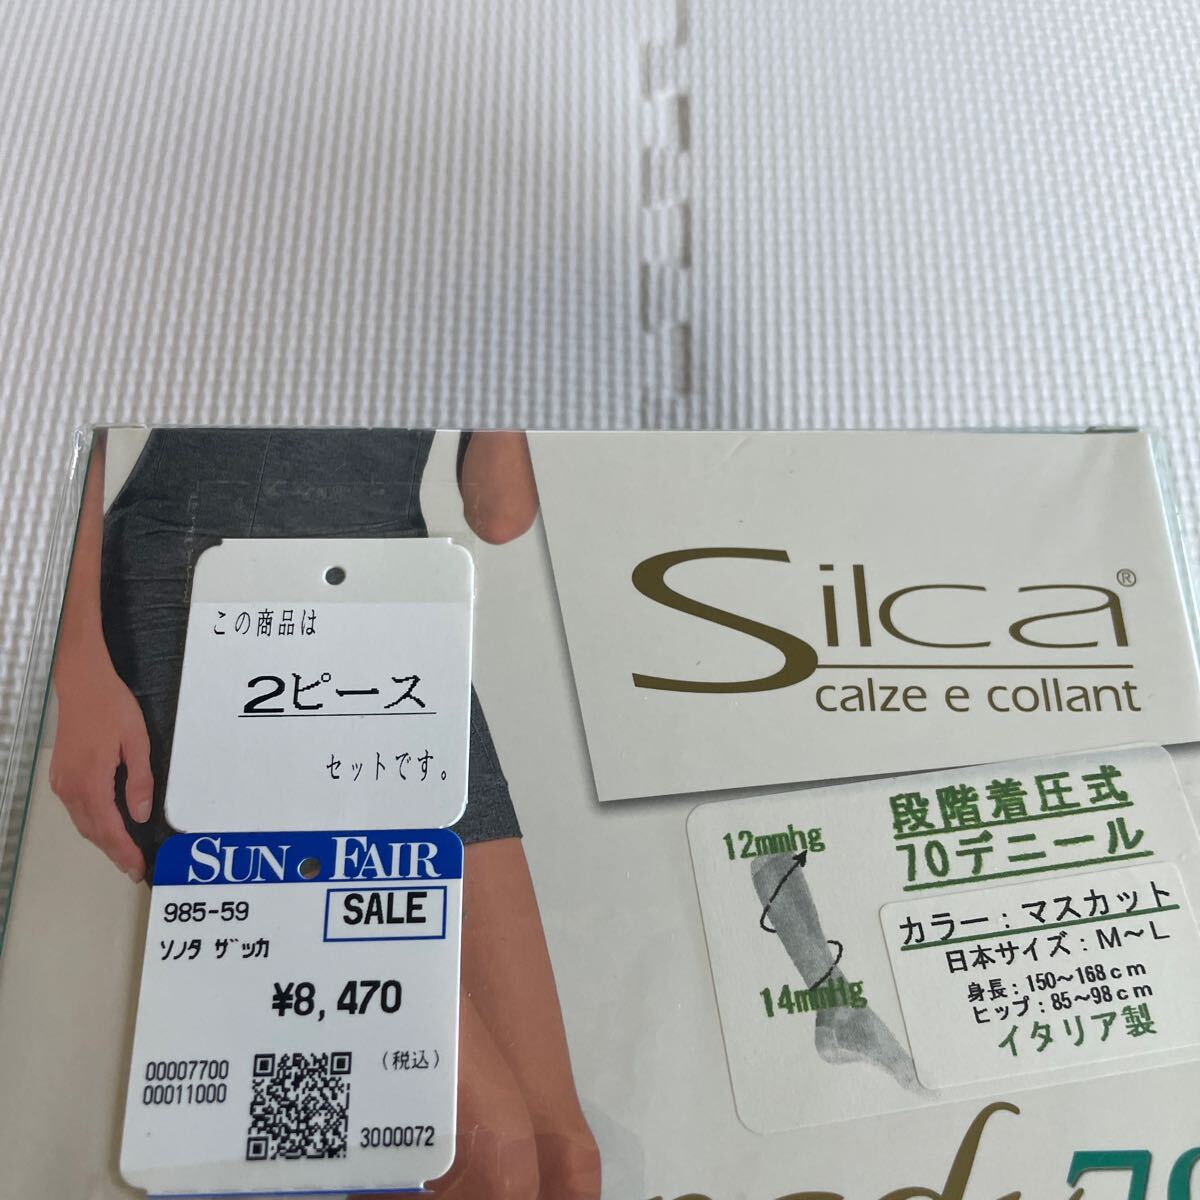 この商品は
2ピース
セットです。
SUN FAIR
985-59
SALE
ソノタ ザッカ
¥8,470
(税込)
00007700
00011000
3000072
Silca®
calze e collant
段階着圧式
70デニール
12mmhg
14mmHg
カラー:マスカット
日本サイズ:M〜L
身長:150〜168cm
ヒップ:85〜98cm
イタリア製